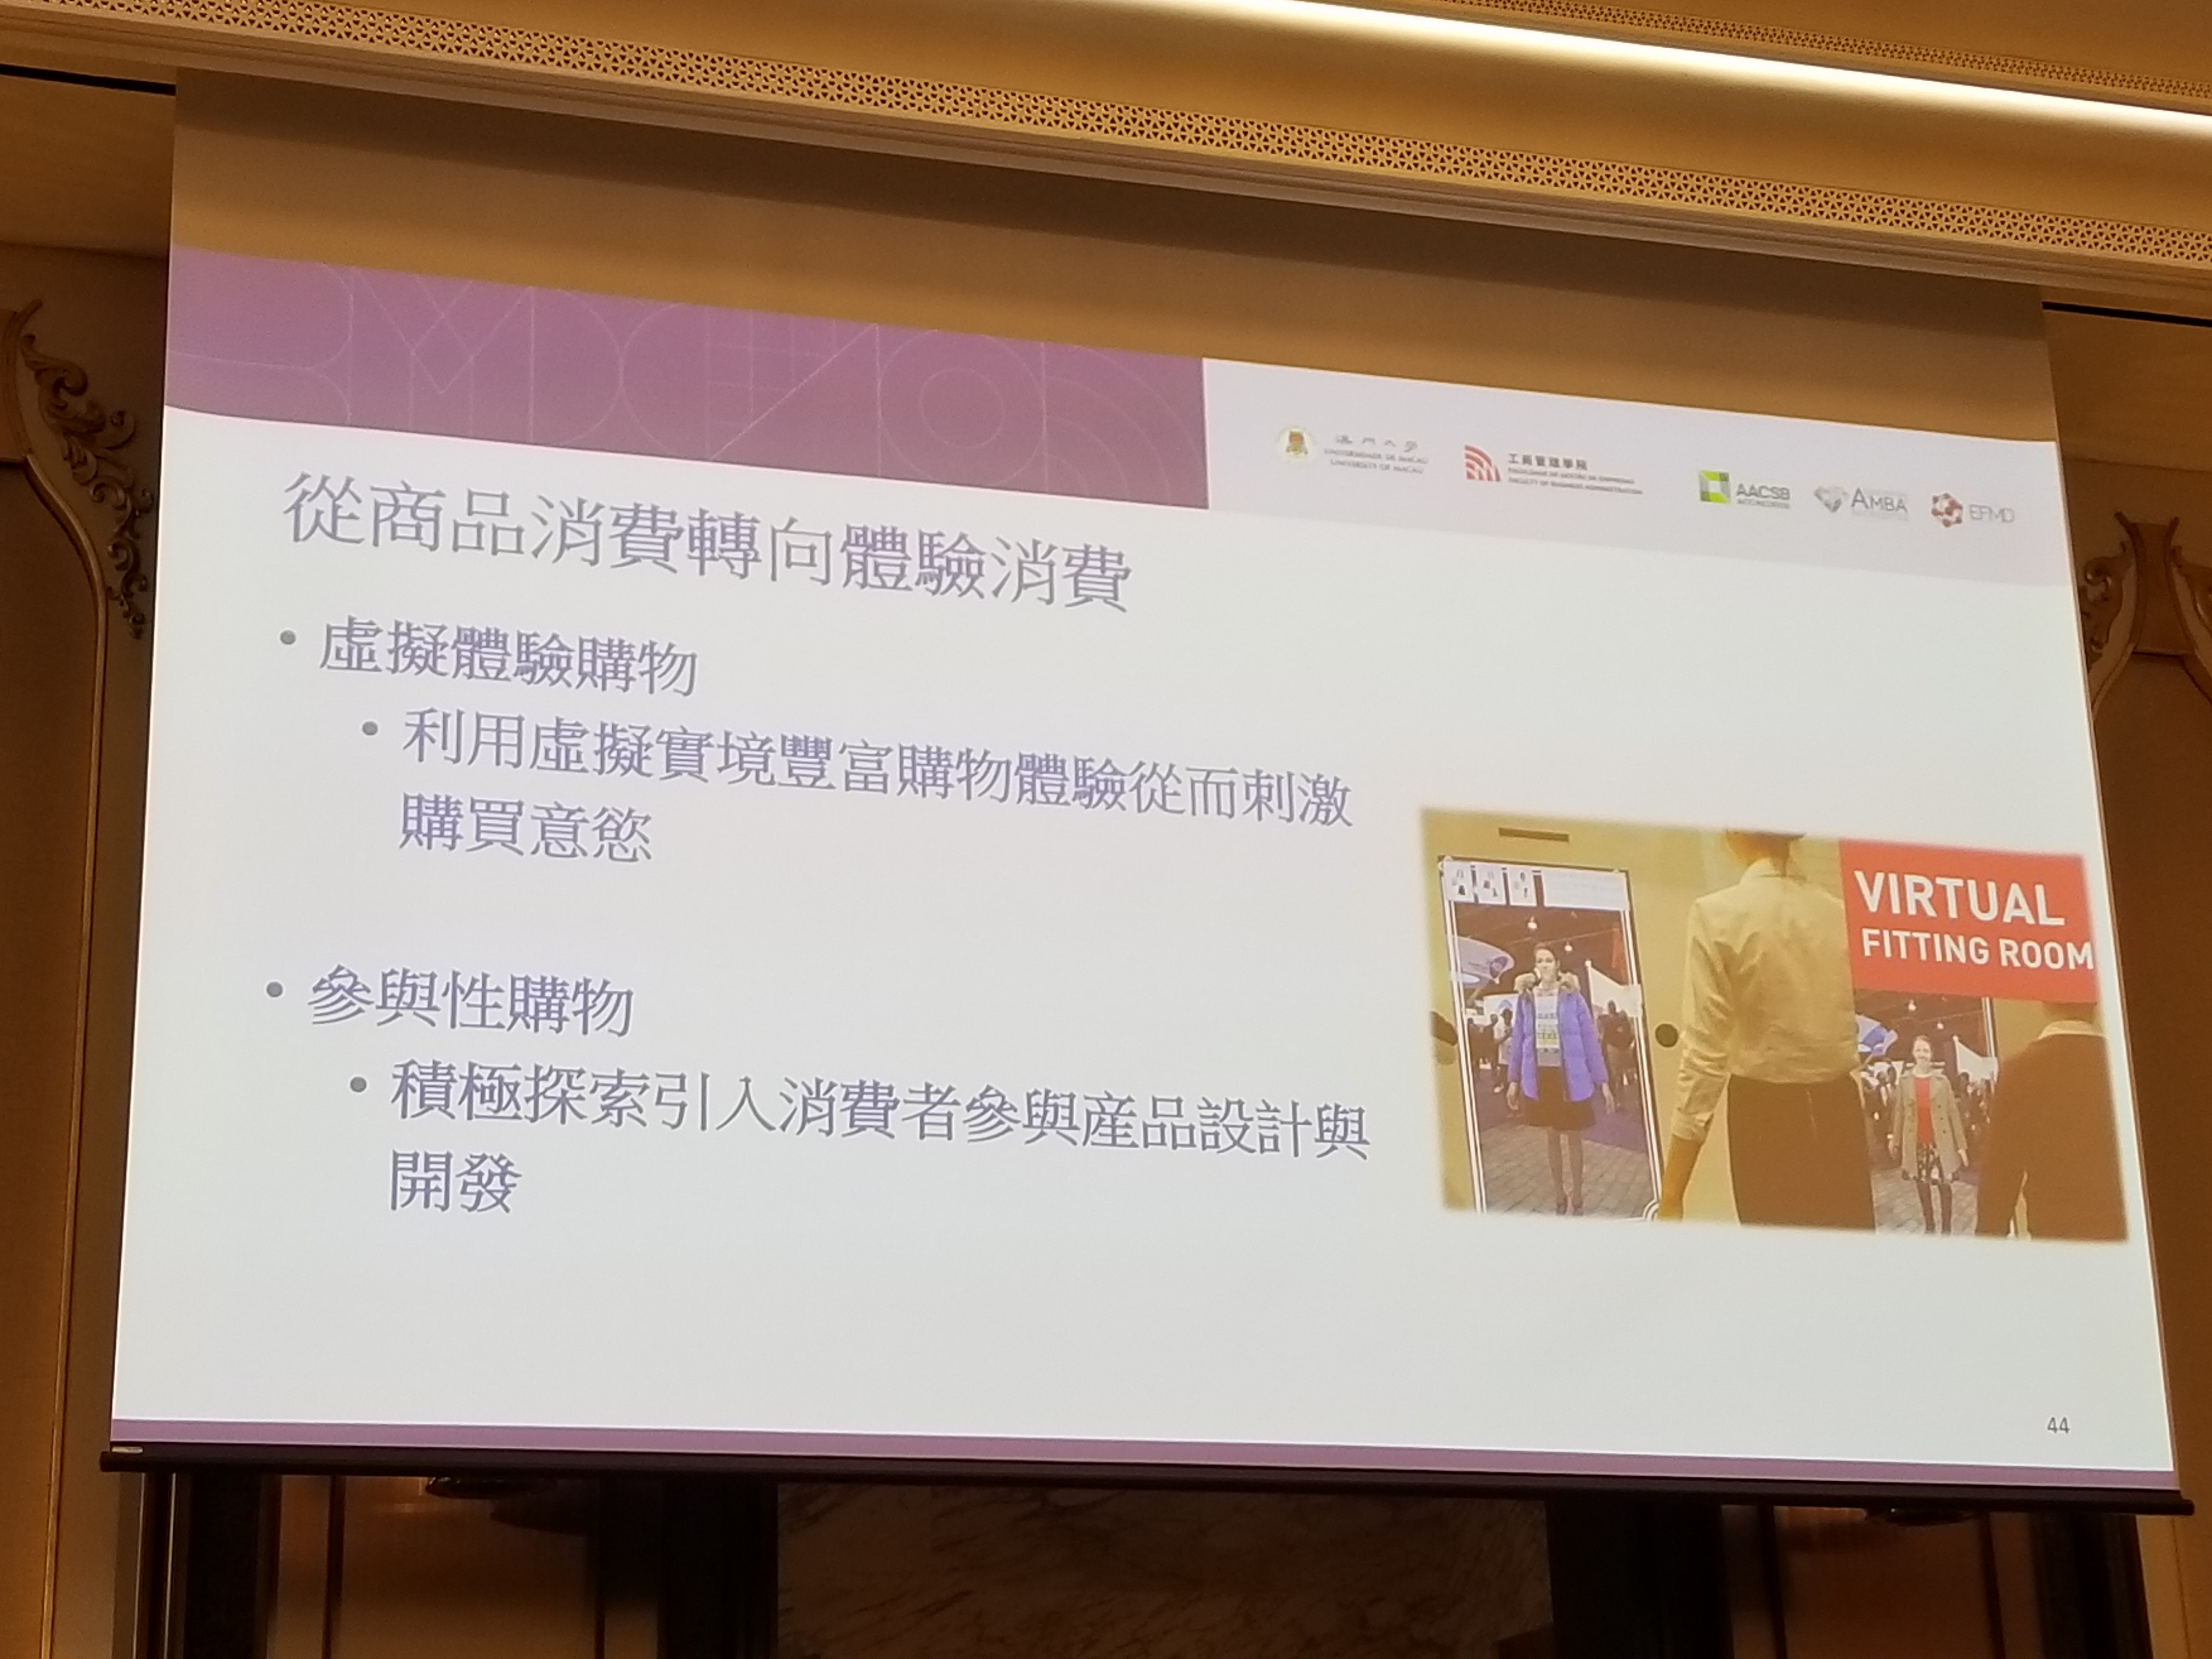 澳門大學
UNIVERSIDADE DE MACAU
UNIVERSITY OF MACAU
工商管理學院
FACULDADE DE GESTÃO DE EMPRESAS
FACULTY OF BUSINESS ADMINISTRATION
AACSB
ACCREDITED
AMBA
EFMD
從商品消費轉向體驗消費
• 虛擬體驗購物
• 利用虛擬實境豐富購物體驗從而刺激
購買意慾
• 參與性購物
• 積極探索引入消費者參與産品設計與
開發
VIRTUAL
FITTING ROOM
44